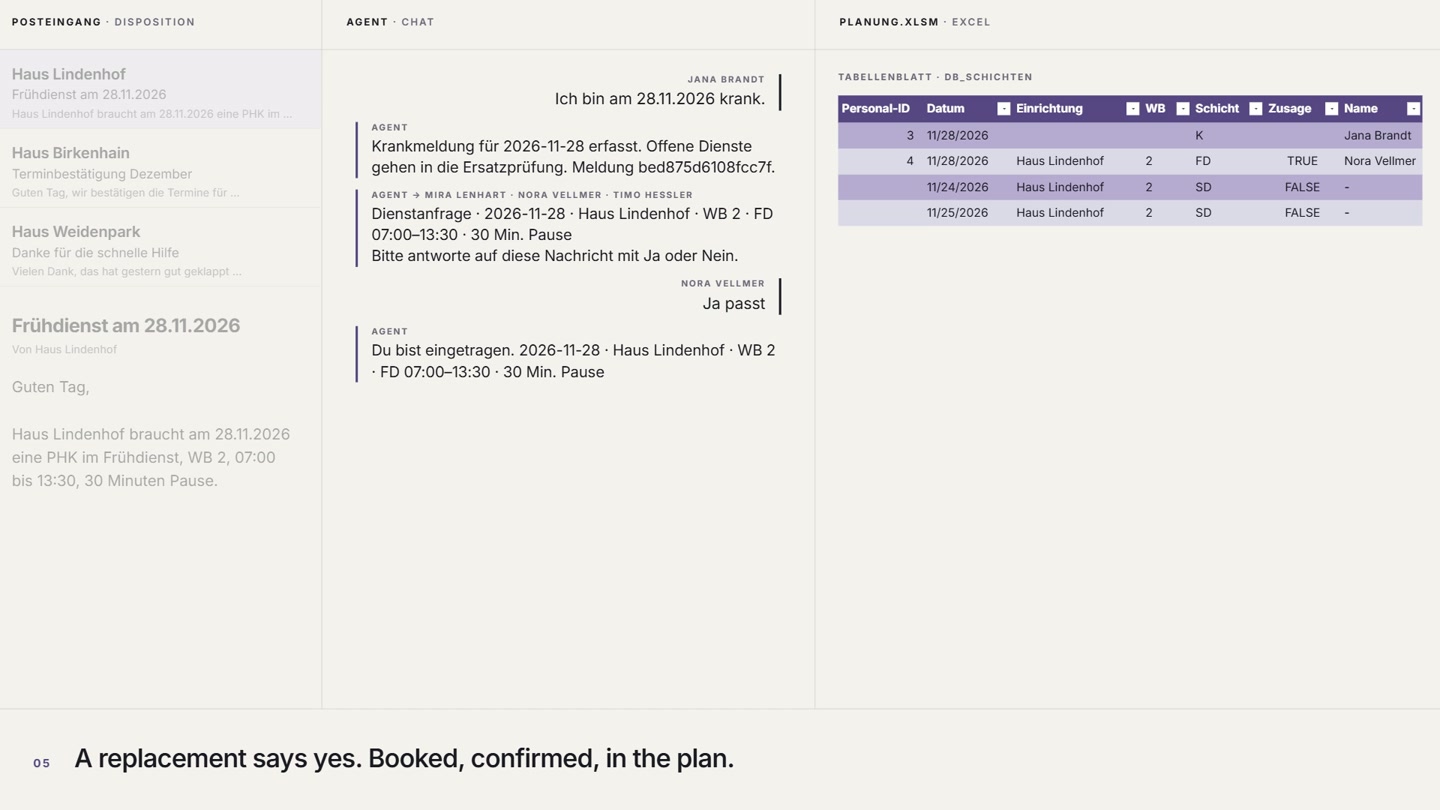 POSTEINGANG · DISPOSITION
Haus Lindenhof
Frühdienst am 28.11.2026
Haus Lindenhof braucht am 28.11.2026 eine PHK im ...
Haus Birkenhain
Terminbestätigung Dezember
Guten Tag, wir bestätigen die Termine für ...
Haus Weidenpark
Danke für die schnelle Hilfe
Vielen Dank, das hat gestern gut geklappt ...
Frühdienst am 28.11.2026
Von Haus Lindenhof
Guten Tag,
Haus Lindenhof braucht am 28.11.2026
eine PHK im Frühdienst, WB 2, 07:00
bis 13:30, 30 Minuten Pause.
AGENT · CHAT
JANA BRANDT
Ich bin am 28.11.2026 krank.
AGENT
Krankmeldung für 2026-11-28 erfasst. Offene Dienste
gehen in die Ersatzprüfung. Meldung bed875d6108fcc7f.
AGENT → MIRA LENHART · NORA VELLMER · TIMO HESSLER
Dienstanfrage · 2026-11-28 · Haus Lindenhof · WB 2 · FD
07:00–13:30 · 30 Min. Pause
Bitte antworte auf diese Nachricht mit Ja oder Nein.
NORA VELLMER
Ja passt
AGENT
Du bist eingetragen. 2026-11-28 · Haus Lindenhof · WB 2
· FD 07:00–13:30 · 30 Min. Pause
PLANUNG.XLSM · EXCEL
TABELLENBLATT · DB_SCHICHTEN
Personal-ID Datum Einrichtung WB Schicht Zusage Name
3 11/28/2026 K Jana Brandt
4 11/28/2026 Haus Lindenhof 2 FD TRUE Nora Vellmer
11/24/2026 Haus Lindenhof 2 SD FALSE -
11/25/2026 Haus Lindenhof 2 SD FALSE -
05 A replacement says yes. Booked, confirmed, in the plan.